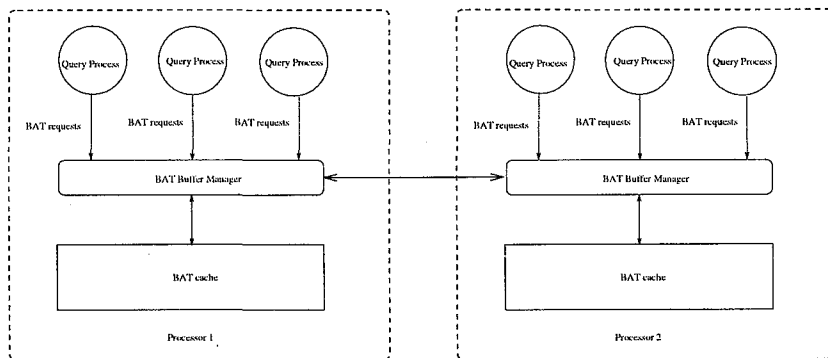 Query Process Query Process Query Process Query Process Query Process Query Process
BAT requests BAT requests BAT requests BAT requests BAT requests BAT requests
BAT Buffer Manager BAT Buffer Manager
BAT cache BAT cache
Processor 1 Processor 2